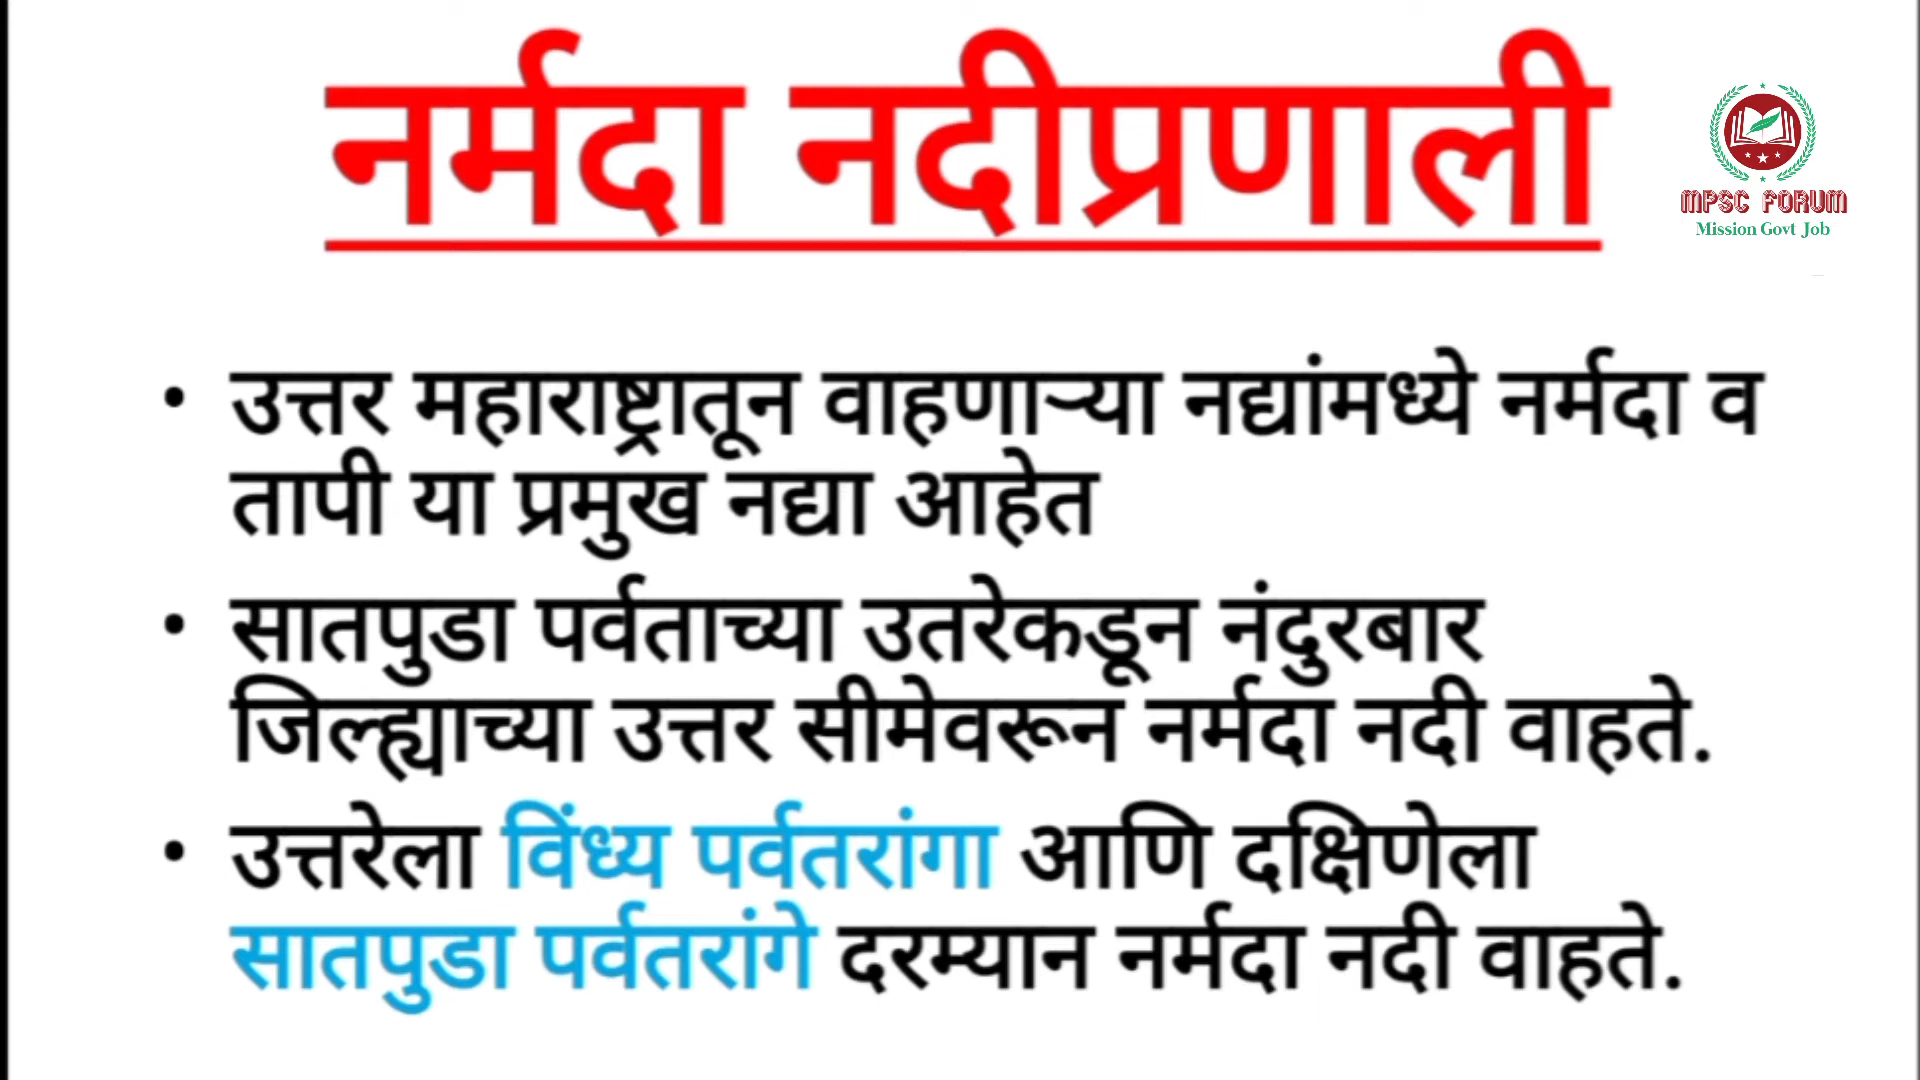 नर्मदा नदीप्रणाली
MPSC FORUM
Mission Govt Job
• उत्तर महाराष्ट्रातून वाहणाऱ्या नद्यांमध्ये नर्मदा व
तापी या प्रमुख नद्या आहेत
• सातपुडा पर्वताच्या उतरेकडून नंदुरबार
जिल्ह्याच्या उत्तर सीमेवरून नर्मदा नदी वाहते.
• उत्तरेला विंध्य पर्वतरांगा आणि दक्षिणेला
सातपुडा पर्वतरांगे दरम्यान नर्मदा नदी वाहते.